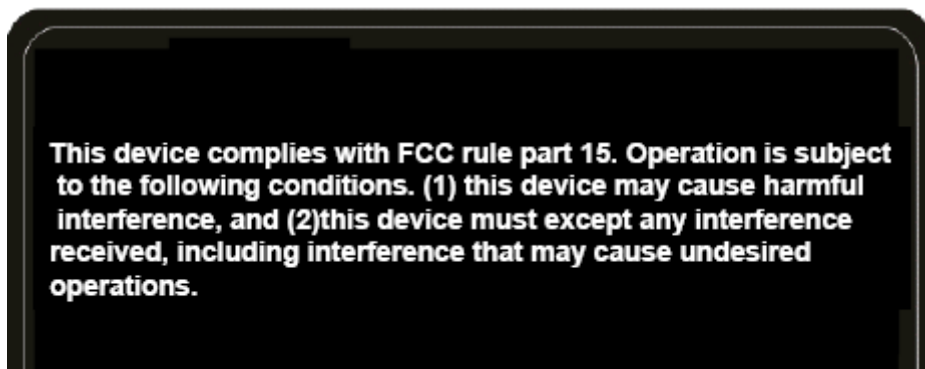 This device complies with FCC rule part 15. Operation is subject
to the following conditions. (1) this device may cause harmful
interference, and (2)this device must except any interference
received, including interference that may cause undesired
operations.